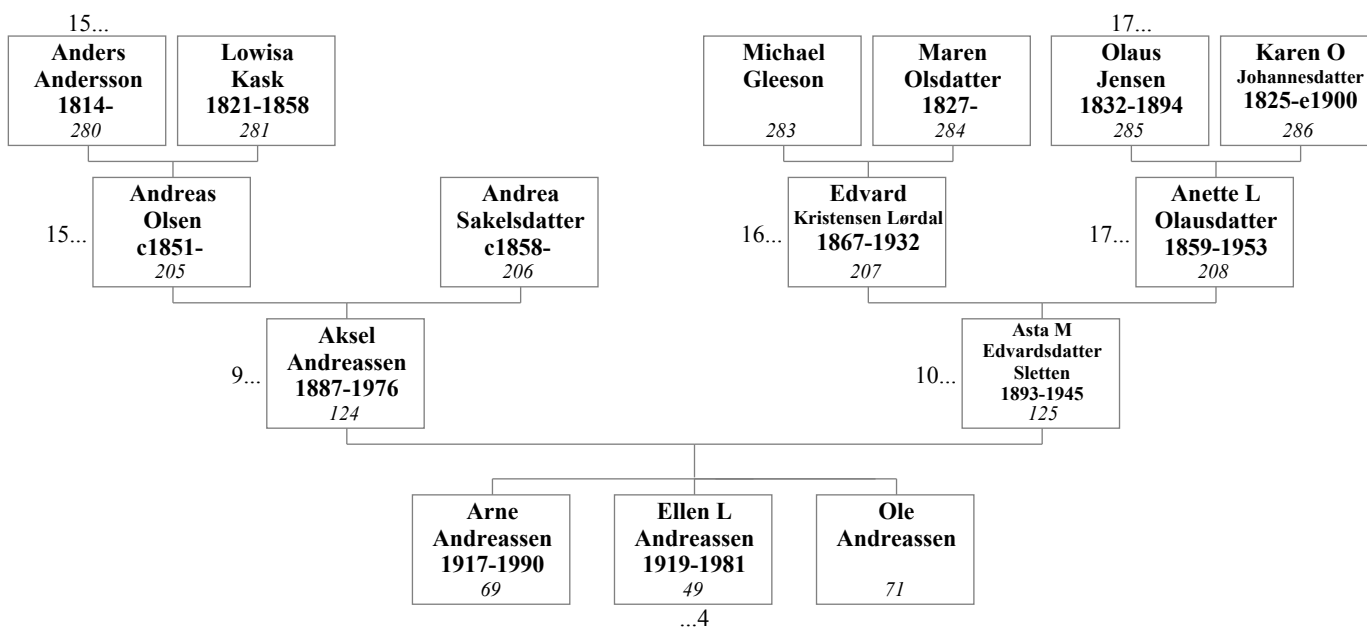 15...
Anders
Andersson
1814-
280
Lowisa
Kask
1821-1858
281
Michael
Gleeson
283
Maren
Olsdatter
1827-
284
17...
Olaus
Jensen
1832-1894
285
Karen O
Johannesdatter
1825-e1900
286
15...
Andreas
Olsen
c1851-
205
Andrea
Sakelsdatter
c1858-
206
16...
Edvard
Kristensen Lørdal
1867-1932
207
17...
Anette L
Olausdatter
1859-1953
208
9...
Aksel
Andreassen
1887-1976
124
10...
Asta M
Edvardsdatter
Sletten
1893-1945
125
Arne
Andreassen
1917-1990
69
Ellen L
Andreassen
1919-1981
49
...4
Ole
Andreassen
71